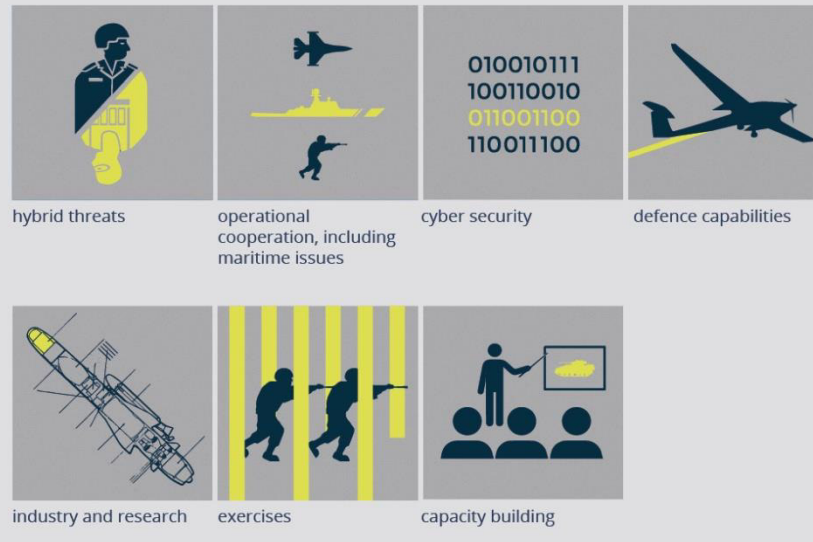 010010111
100110010
011001100
110011100
hybrid threats
operational
cooperation, including
maritime issues
cyber security
defence capabilities
industry and research
exercises
capacity building